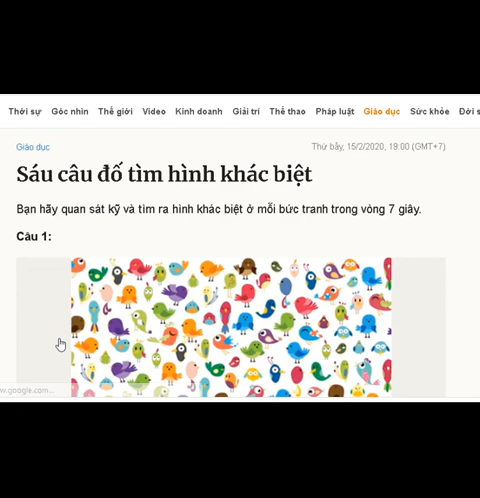 Thời sự Góc nhìn Thế giới Video Kinh doanh Giải trí Thể thao Pháp luật Giáo dục Sức khỏe Đời s
Giáo dục Thứ bảy, 15/2/2020, 19:00 (GMT+7)
Sáu câu đố tìm hình khác biệt
Bạn hãy quan sát kỹ và tìm ra hình khác biệt ở mỗi bức tranh trong vòng 7 giây.
Câu 1:
w.google.com...